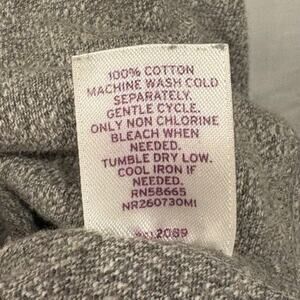 100% COTTON
MACHINE WASH COLD
SEPARATELY.
GENTLE CYCLE.
ONLY NON CHLORINE
BLEACH WHEN
NEEDED.
TUMBLE DRY LOW.
COOL IRON IF
NEEDED.
RN58665
NR260730MI